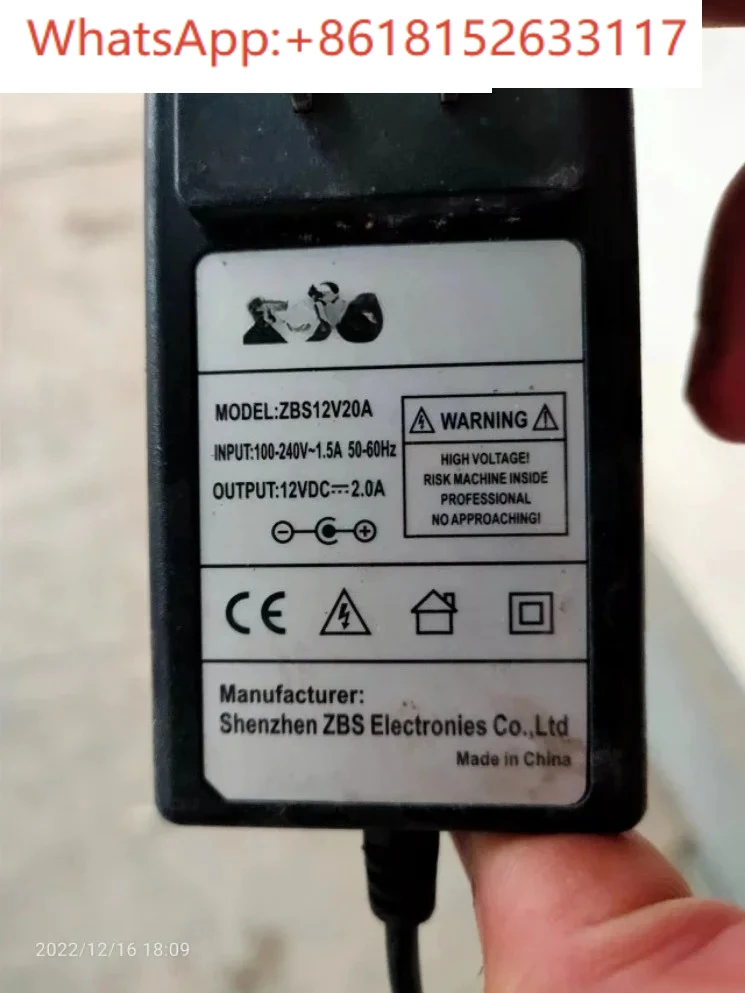 WhatsApp:+8618152633117
MODEL:ZBS12V20A
INPUT:100-240V~1.5A 50-60Hz
OUTPUT:12VDC⎓2.0A
WARNING
HIGH VOLTAGE!
RISK MACHINE INSIDE
PROFESSIONAL
NO APPROACHING!
CE
Manufacturer:
Shenzhen ZBS Electronies Co.,Ltd
Made in China
2022/12/16 18:09